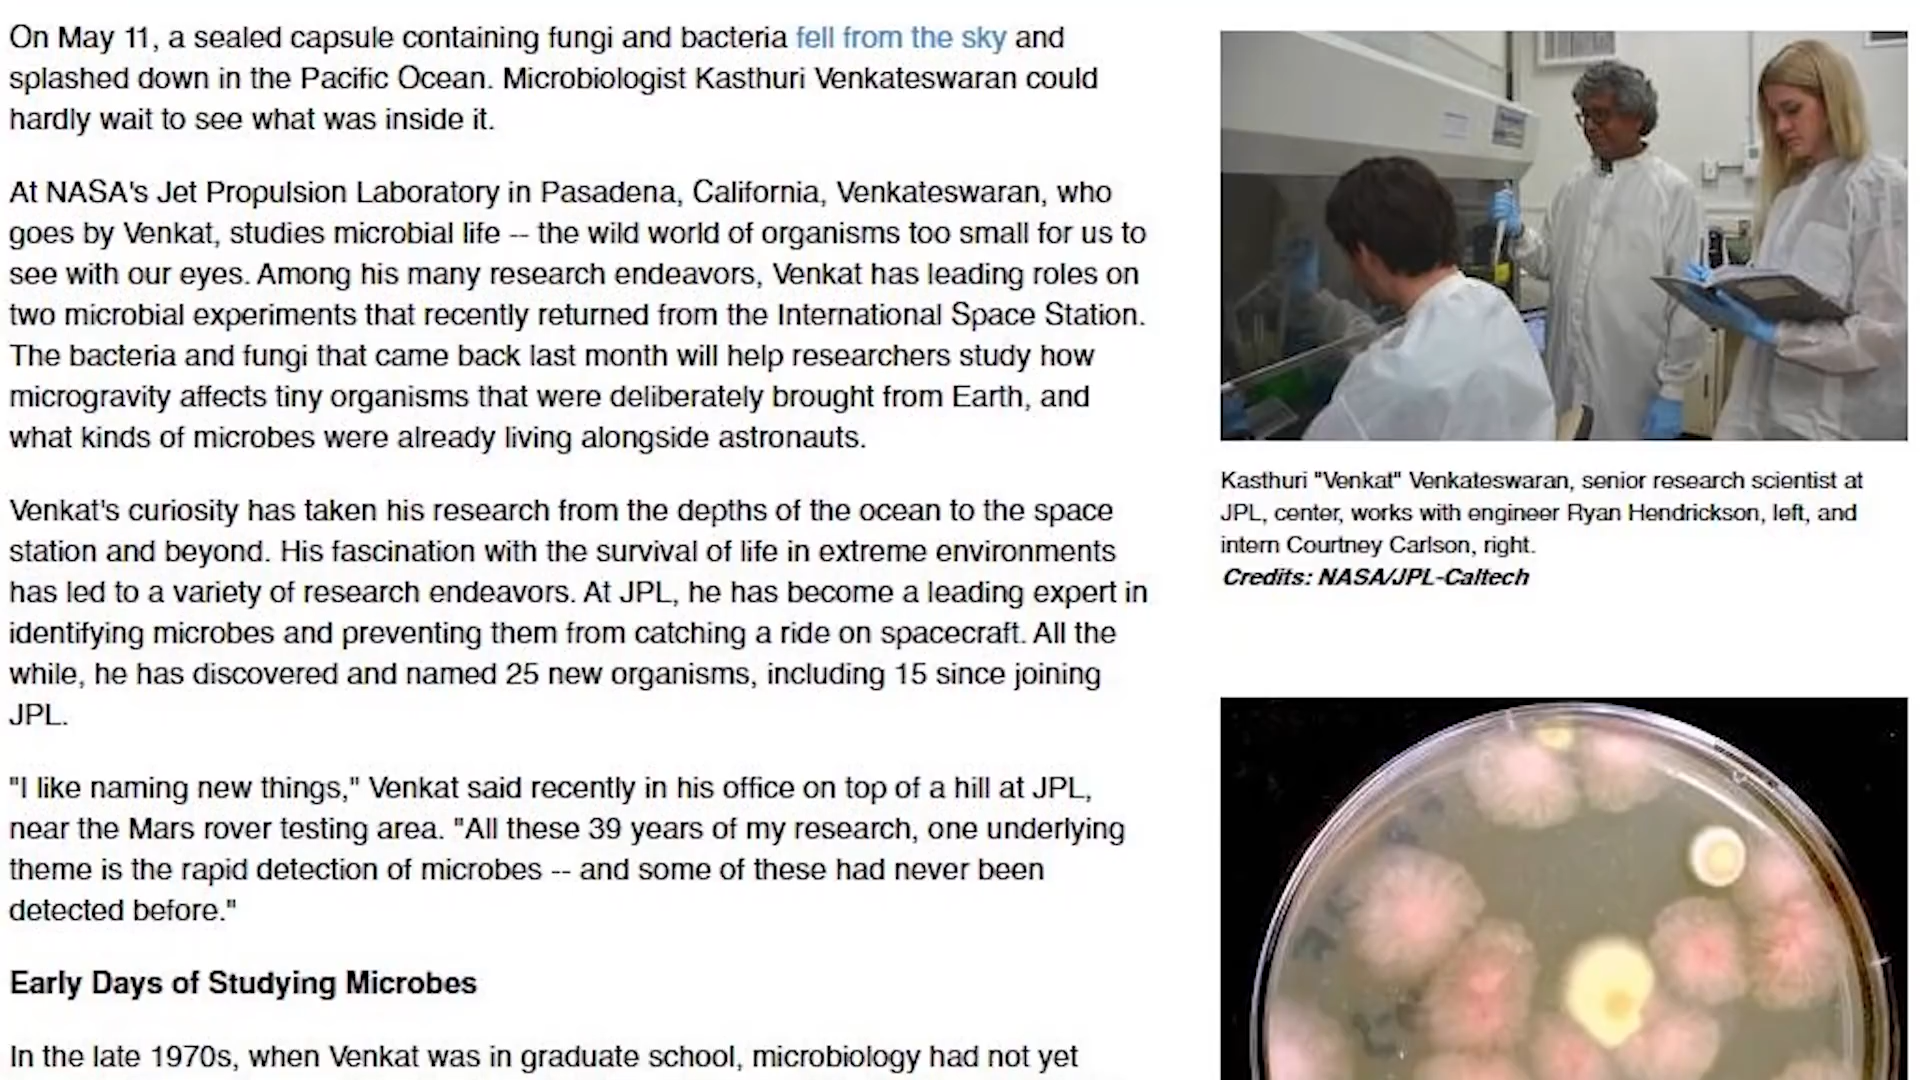 On May 11, a sealed capsule containing fungi and bacteria fell from the sky and
splashed down in the Pacific Ocean. Microbiologist Kasthuri Venkateswaran could
hardly wait to see what was inside it.
At NASA's Jet Propulsion Laboratory in Pasadena, California, Venkateswaran, who
goes by Venkat, studies microbial life -- the wild world of organisms too small for us to
see with our eyes. Among his many research endeavors, Venkat has leading roles on
two microbial experiments that recently returned from the International Space Station.
The bacteria and fungi that came back last month will help researchers study how
microgravity affects tiny organisms that were deliberately brought from Earth, and
what kinds of microbes were already living alongside astronauts.
Venkat's curiosity has taken his research from the depths of the ocean to the space
station and beyond. His fascination with the survival of life in extreme environments
has led to a variety of research endeavors. At JPL, he has become a leading expert in
identifying microbes and preventing them from catching a ride on spacecraft. All the
while, he has discovered and named 25 new organisms, including 15 since joining
JPL.
"I like naming new things," Venkat said recently in his office on top of a hill at JPL,
near the Mars rover testing area. "All these 39 years of my research, one underlying
theme is the rapid detection of microbes -- and some of these had never been
detected before."
Early Days of Studying Microbes
In the late 1970s, when Venkat was in graduate school, microbiology had not yet
Kasthuri "Venkat" Venkateswaran, senior research scientist at
JPL, center, works with engineer Ryan Hendrickson, left, and
intern Courtney Carlson, right.
Credits: NASA/JPL-Caltech